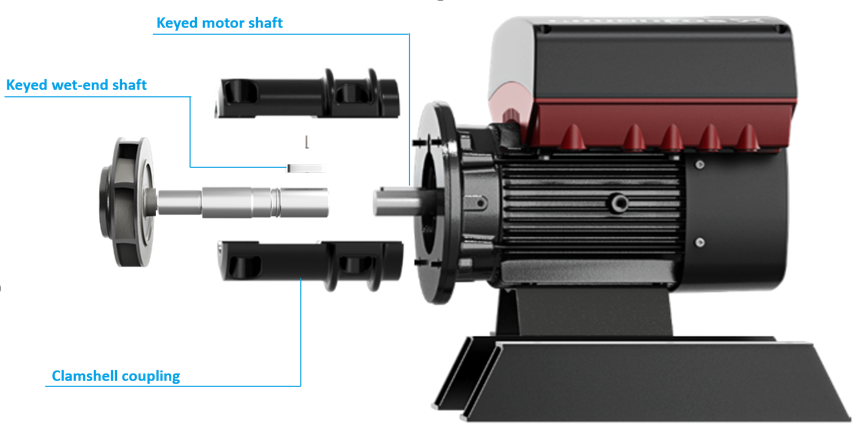 Keyed motor shaft
Keyed wet-end shaft
Clamshell coupling